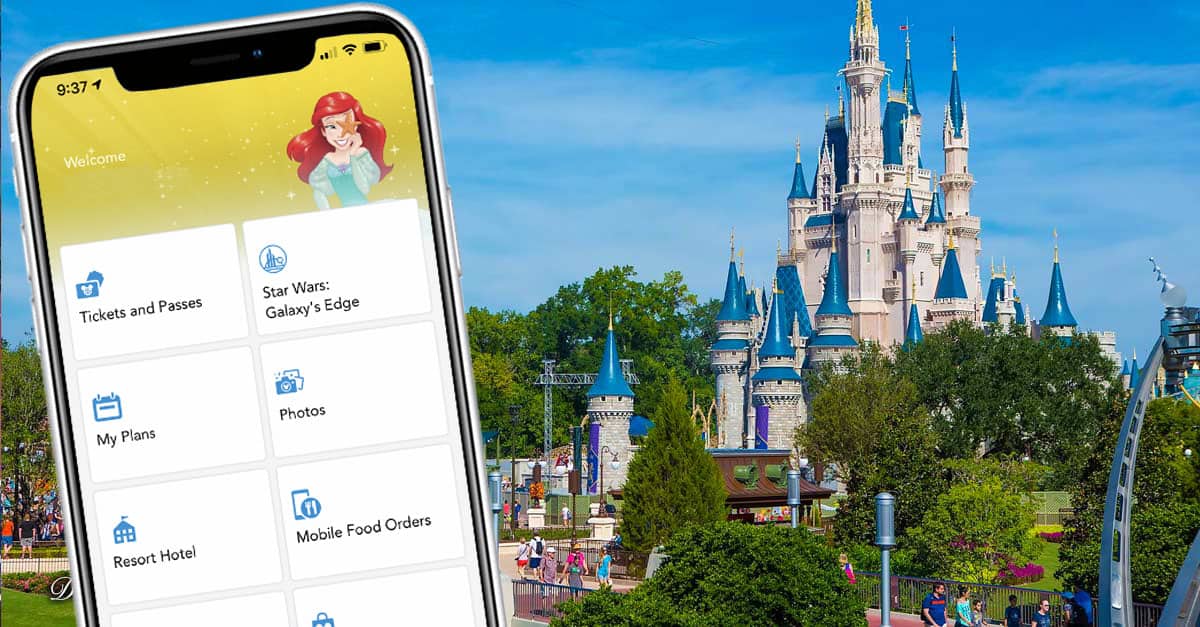 9:37
Welcome
Tickets and Passes
Star Wars:
Galaxy's Edge
My Plans
Photos
Resort Hotel
Mobile Food Orders